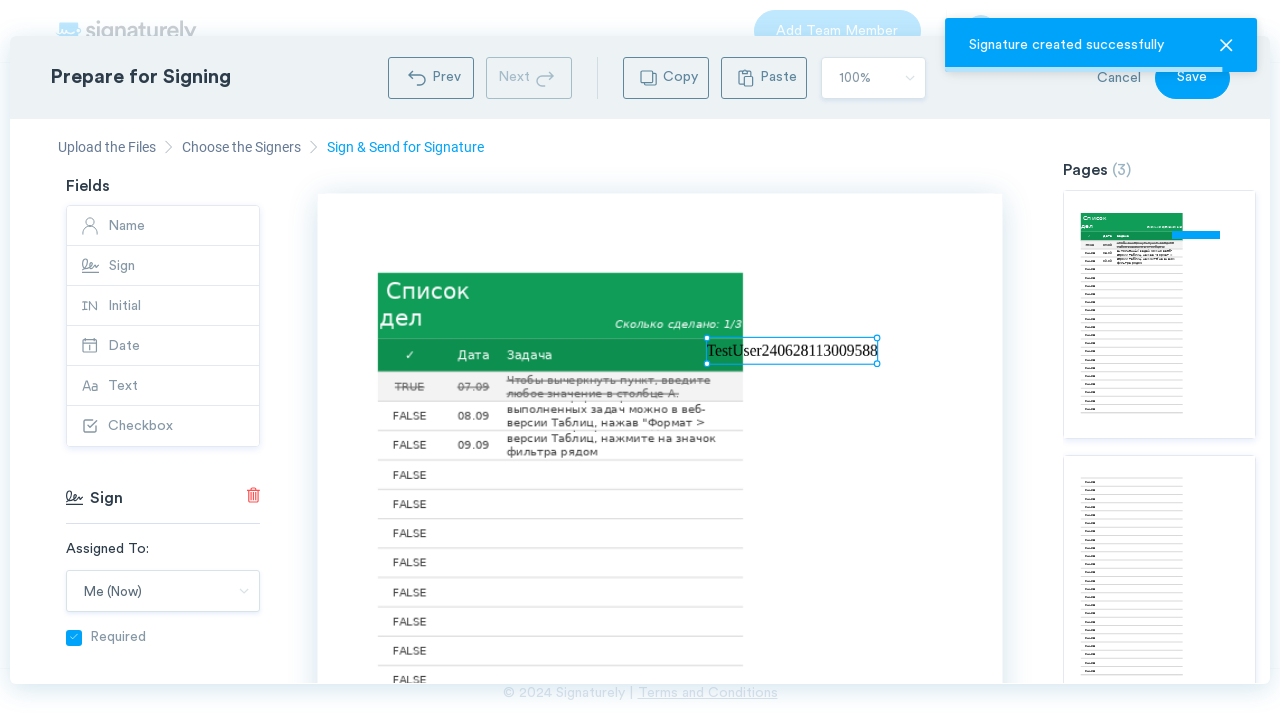 signaturely
Add Team Member
Signature created successfully
Prepare for Signing
Prev
Next
Copy
Paste
100%
Cancel
Save
Upload the Files
Choose the Signers
Sign & Send for Signature
Fields
Name
Sign
Initial
Date
Text
Checkbox
Sign
Assigned To:
Me (Now)
Required
Список
дел
Сколько сделано: 1/3
✓ Дата Задача
TestUser240628113009588
TRUE 07.09 Чтобы вычеркнуть пункт, введите
любое значение в столбце A.
FALSE 08.09 выполненных задач можно в веб-
версии Таблиц, нажав "Формат >
FALSE 09.09 версии Таблиц, нажмите на значок
фильтра рядом
FALSE
FALSE
FALSE
FALSE
FALSE
FALSE
FALSE
FALSE
Pages (3)
Список
дел
© 2024 Signaturely | Terms and Conditions